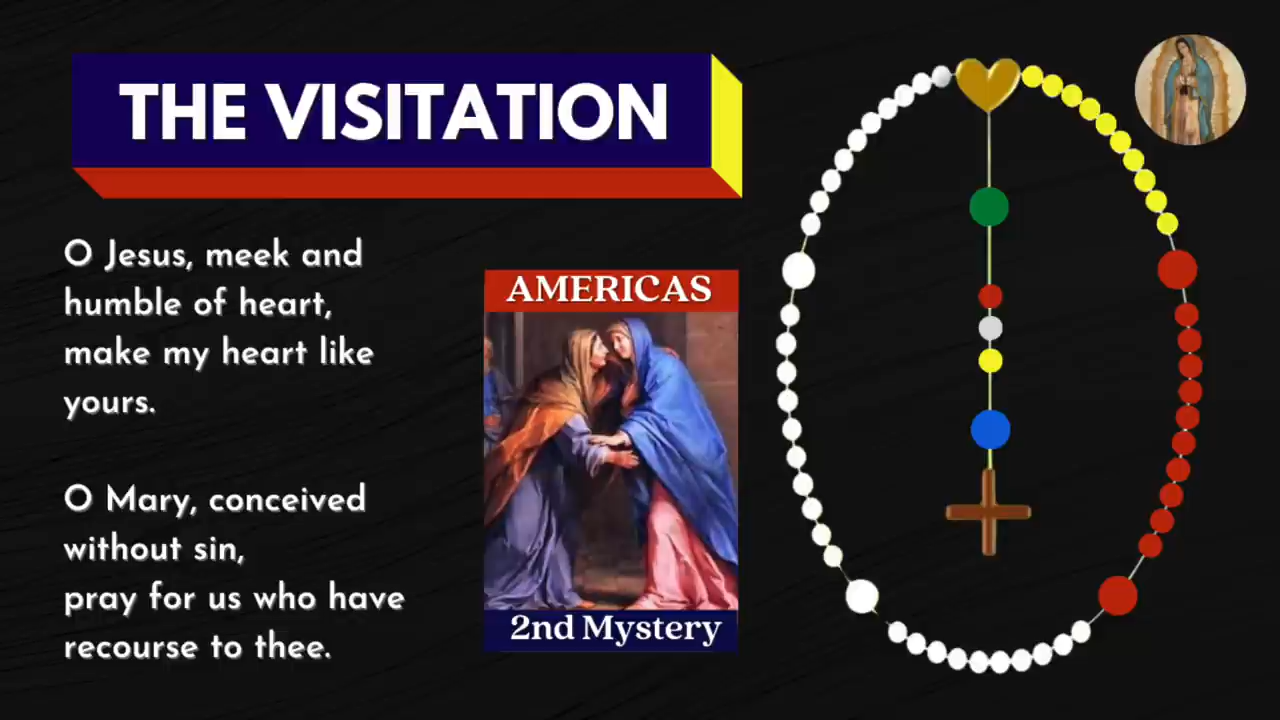 THE VISITATION
O Jesus, meek and
humble of heart,
make my heart like
yours.
O Mary, conceived
without sin,
pray for us who have
recourse to thee.
AMERICAS
2nd Mystery